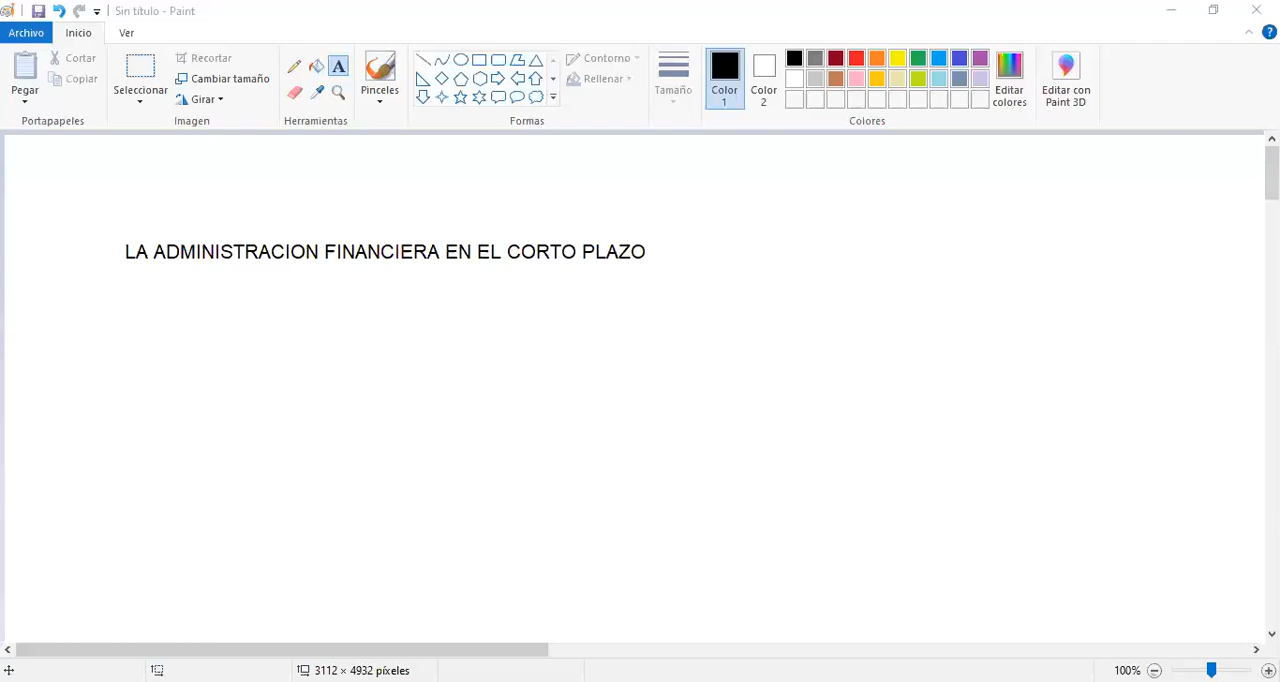 Sin título - Paint
Archivo Inicio Ver
Pegar
Cortar
Copiar
Portapapeles
Seleccionar
Recortar
Cambiar tamaño
Girar
Imagen
A
Herramientas
Pinceles
Contorno
Rellenar
Formas
Tamaño
Color 1
Color 2
Editar colores
Colores
Editar con Paint 3D
LA ADMINISTRACION FINANCIERA EN EL CORTO PLAZO
3112 × 4932 píxeles
100%